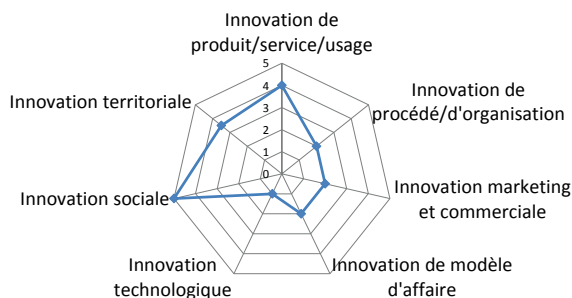 Innovation de
produit/service/usage
5
4
3
2
1
0
Innovation de
procédé/d'organisation
Innovation marketing
et commerciale
Innovation de modèle
d'affaire
Innovation
technologique
Innovation sociale
Innovation territoriale